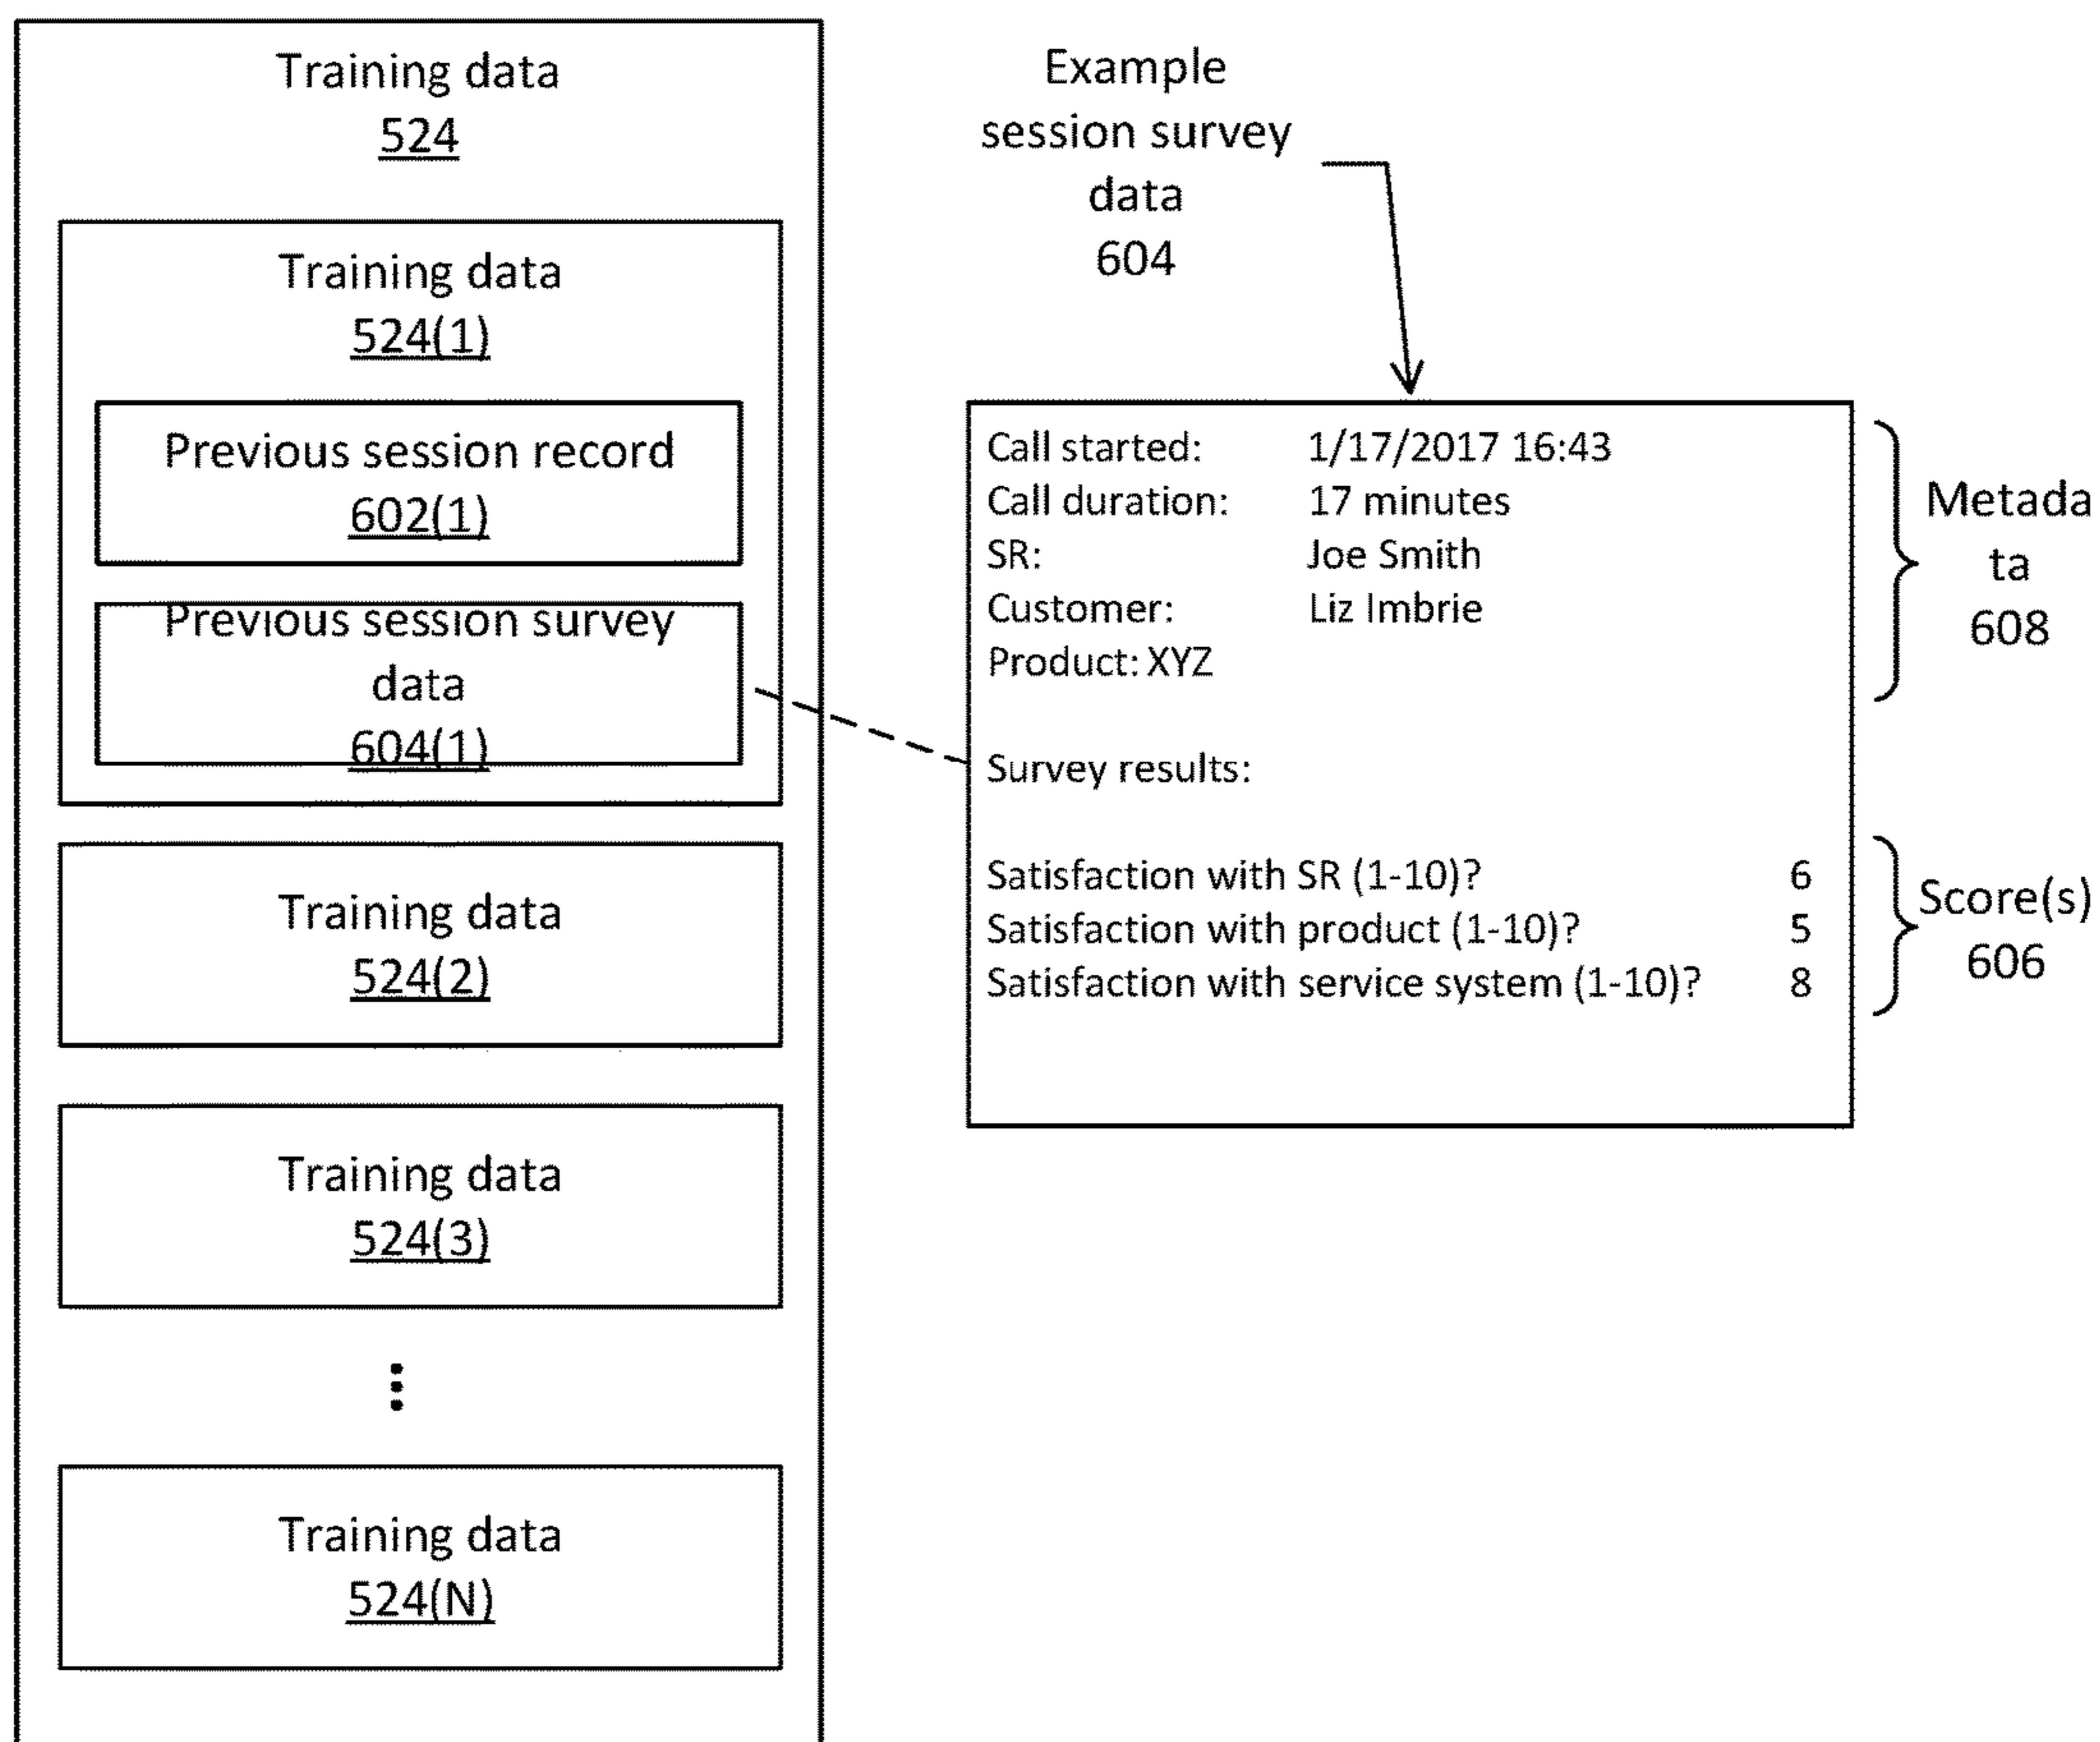 Training data
524
Training data
524(1)
Previous session record
602(1)
Previous session survey
data
604(1)
Training data
524(2)
Training data
524(3)
Training data
524(N)
Example
session survey
data
604
Call started: 1/17/2017 16:43
Call duration: 17 minutes
SR: Joe Smith
Customer: Liz Imbrie
Product: XYZ
Survey results:
Satisfaction with SR (1-10)? 6
Satisfaction with product (1-10)? 5
Satisfaction with service system (1-10)? 8
Metada
ta
608
Score(s)
606